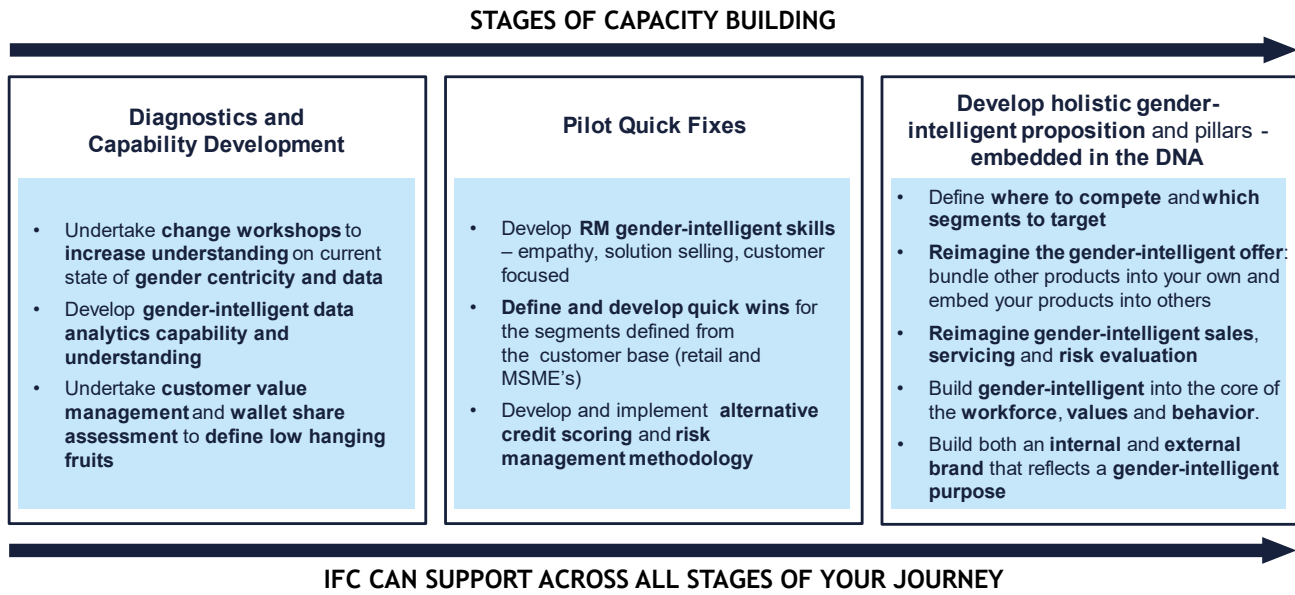 STAGES OF CAPACITY BUILDING
Diagnostics and
Capability Development
• Undertake change workshops to
increase understanding on current
state of gender centricity and data
• Develop gender-intelligent data
analytics capability and
understanding
• Undertake customer value
management and wallet share
assessment to define low hanging
fruits
Pilot Quick Fixes
• Develop RM gender-intelligent skills
– empathy, solution selling, customer
focused
• Define and develop quick wins for
the segments defined from
the customer base (retail and
MSME's)
• Develop and implement alternative
credit scoring and risk
management methodology
Develop holistic gender-
intelligent proposition and pillars -
embedded in the DNA
• Define where to compete and which
segments to target
• Reimagine the gender-intelligent offer:
bundle other products into your own and
embed your products into others
• Reimagine gender-intelligent sales,
servicing and risk evaluation
• Build gender-intelligent into the core of
the workforce, values and behavior.
• Build both an internal and external
brand that reflects a gender-intelligent
purpose
IFC CAN SUPPORT ACROSS ALL STAGES OF YOUR JOURNEY